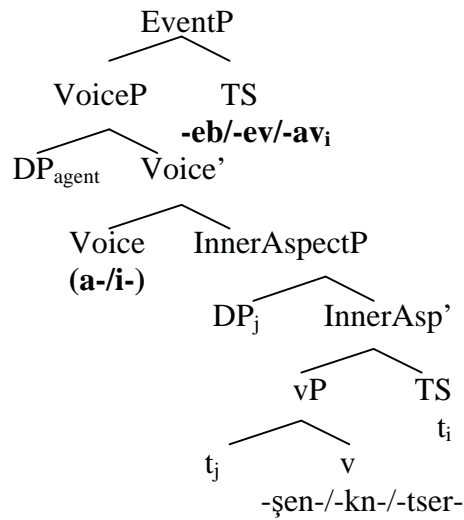 EventP
VoiceP TS
-eb/-ev/-avi
DPagent Voice’
Voice InnerAspectP
(a-/i-)
DPj InnerAsp’
vP TS
ti
tj v
-şen-/-kn-/-tser-